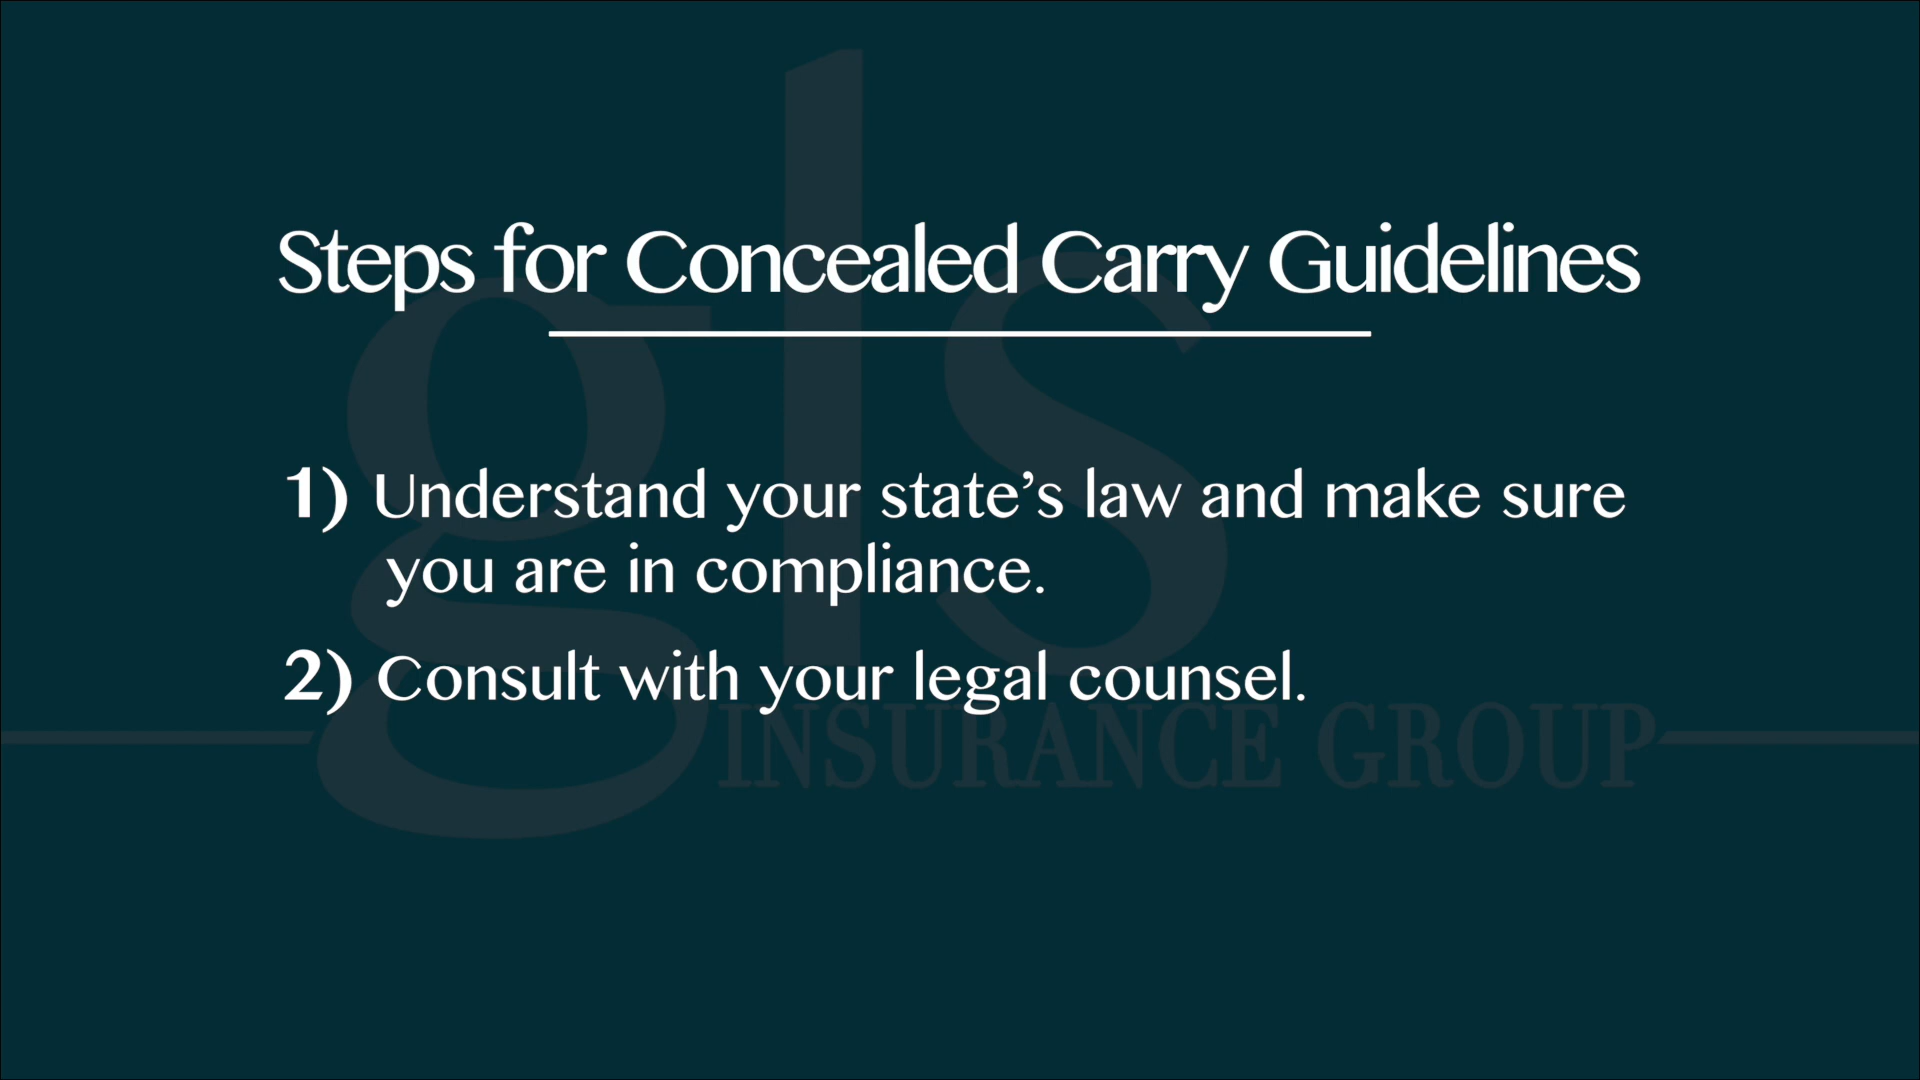 Steps for Concealed Carry Guidelines
1) Understand your state’s law and make sure
you are in compliance.
2) Consult with your legal counsel.
gls
INSURANCE GROUP